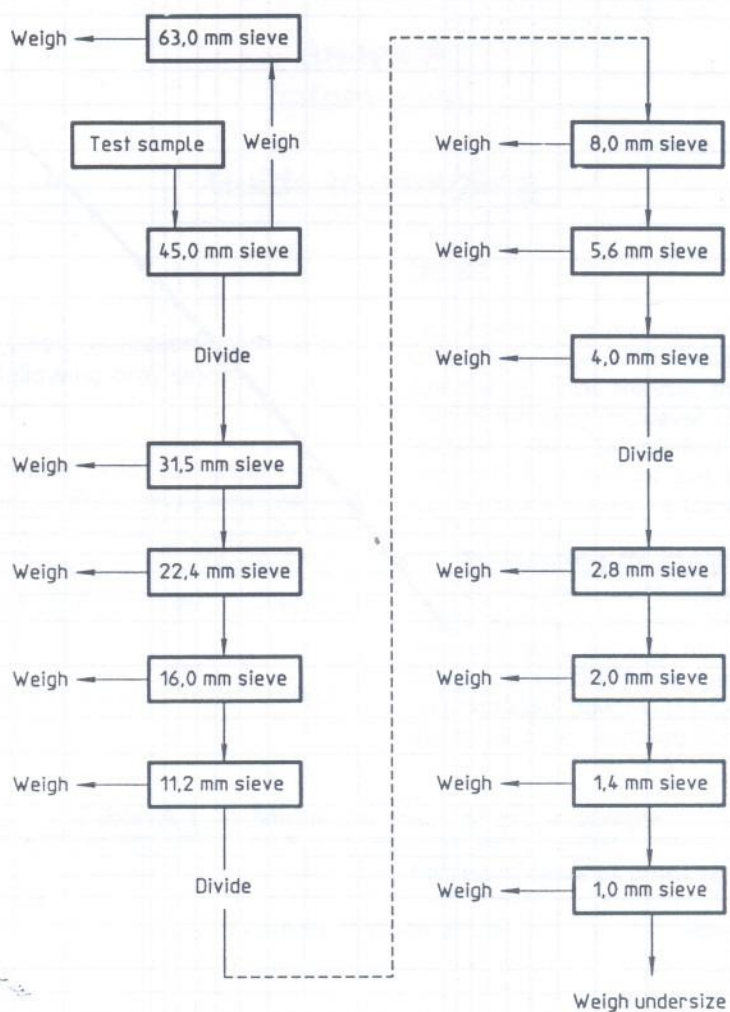 Weigh
63,0 mm sieve
Test sample
Weigh
45,0 mm sieve
Divide
Weigh
31,5 mm sieve
Weigh
22,4 mm sieve
Weigh
16,0 mm sieve
Weigh
11,2 mm sieve
Divide
Weigh
8,0 mm sieve
Weigh
5,6 mm sieve
Weigh
4,0 mm sieve
Divide
Weigh
2,8 mm sieve
Weigh
2,0 mm sieve
Weigh
1,4 mm sieve
Weigh
1,0 mm sieve
Weigh undersize